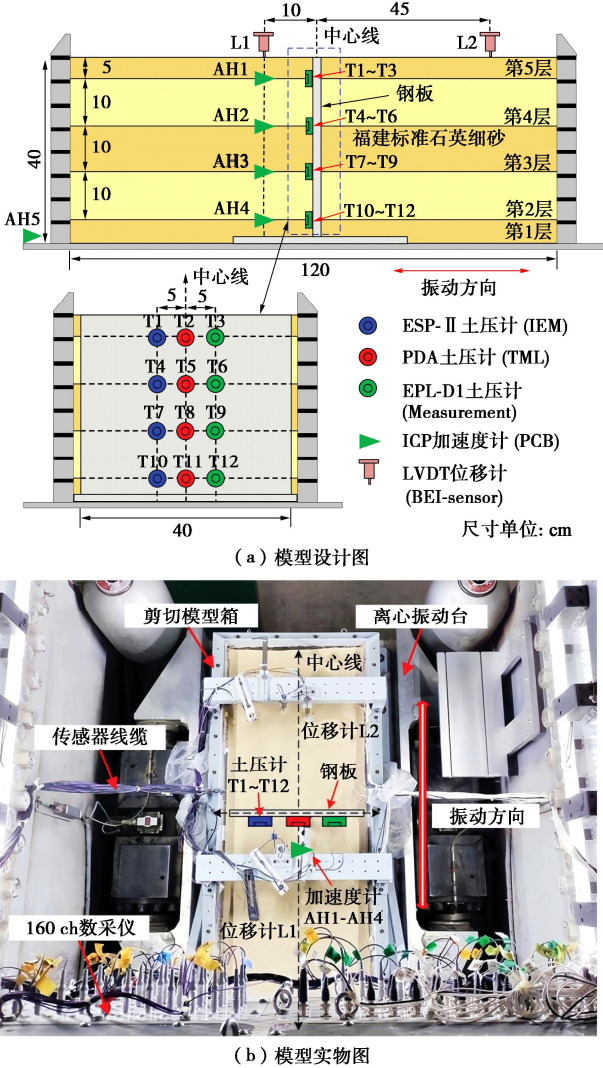 10
45
中心线
L1
L2
5
AH1
T1~T3
第5层
钢板
10
AH2
T4~T6
第4层
福建标准石英细砂
40
10
AH3
T7~T9
第3层
10
AH4
T10~T12
第2层
AH5
第1层
120
振动方向
中心线
5
5
T1 T2 T3
T4 T5 T6
T7 T8 T9
T10 T11 T12
40
ESP-Ⅱ土压计 (IEM)
PDA土压计 (TML)
EPL-D1土压计
(Measurement)
ICP加速度计 (PCB)
LVDT位移计
(BEI-sensor)
尺寸单位: cm
(a) 模型设计图
剪切模型箱
离心振动台
中心线
位移计L2
传感器线缆
土压计
T1~T12
钢板
振动方向
加速度计
AH1-AH4
位移计L1
160 ch数采仪
(b) 模型实物图